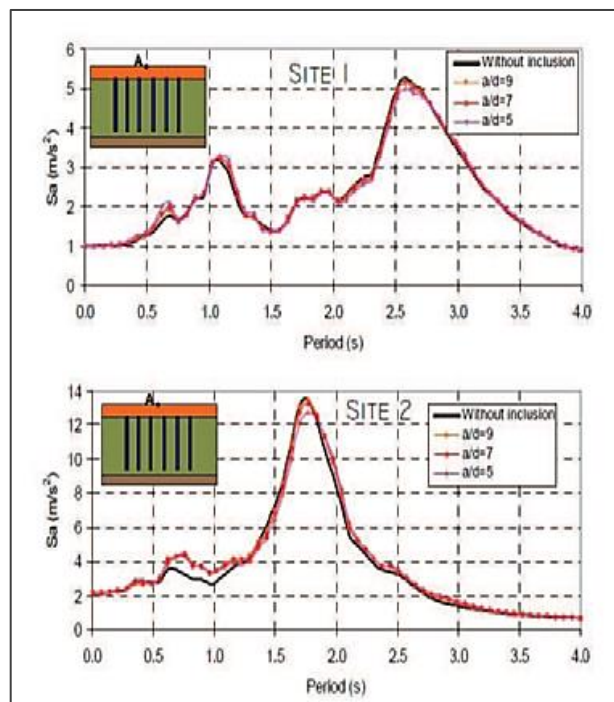 A.
SITE 1
Without inclusion
a/d=9
a/d=7
a/d=5
Sa (m/s²)
6
5
4
3
2
1
0
0.0 0.5 1.0 1.5 2.0 2.5 3.0 3.5 4.0
Period (s)
A.
SITE 2
Without inclusion
a/d=9
a/d=7
a/d=5
Sa (m/s²)
14
12
10
8
6
4
2
0
0.0 0.5 1.0 1.5 2.0 2.5 3.0 3.5 4.0
Period (s)